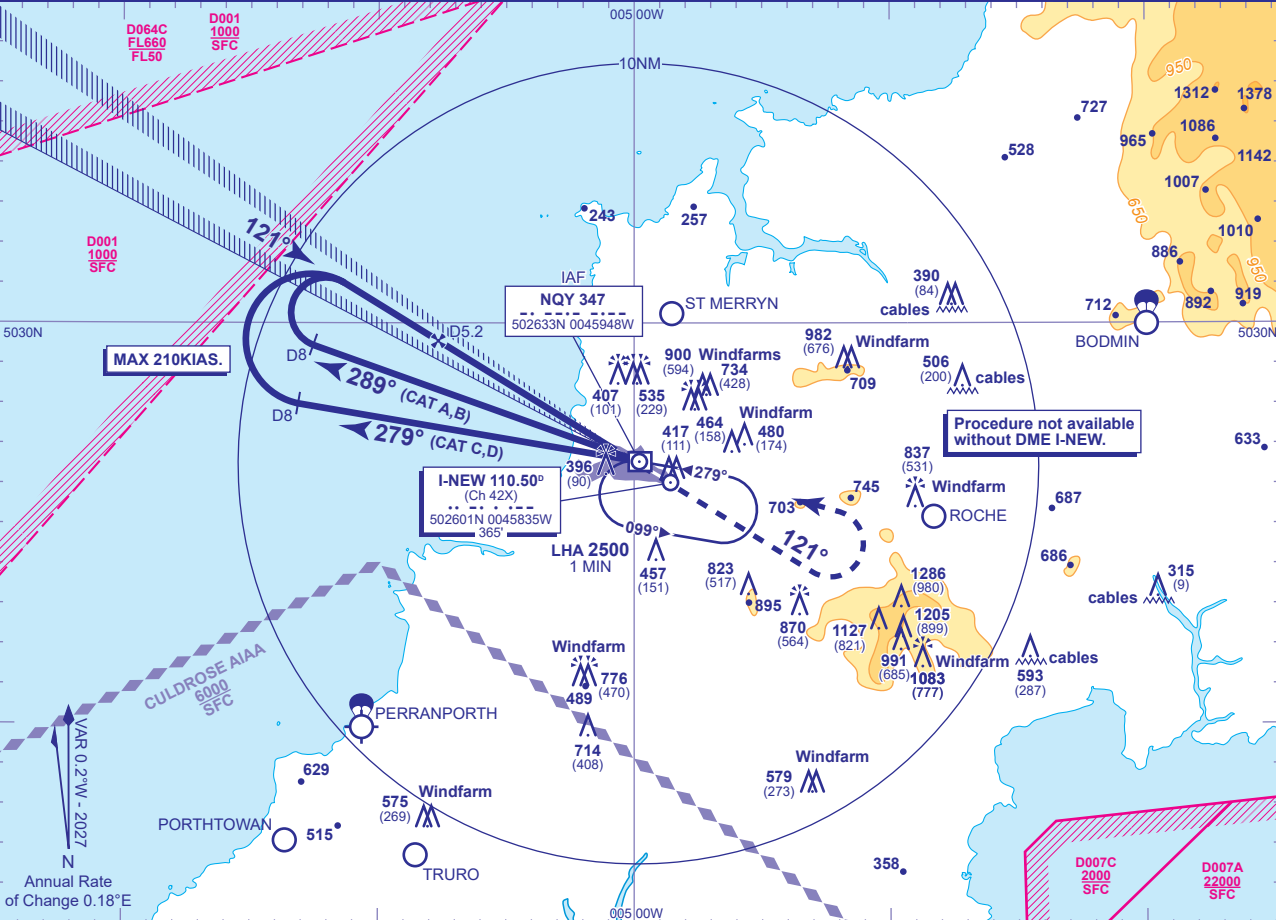 005 00W
D064C
FL660
FL50
D001
1000
SFC
10NM
950
1312
1378
727
965
1086
528
1142
1007
650
243
257
1010
121°
D001
1000
SFC
886
950
IAF
NQY 347
502633N 0045948W
ST MERRYN
390
(84)
cables
712
892
919
5030N
D5.2
BODMIN
5030N
MAX 210KIAS.
D8
289° (CAT A,B)
900
(594)
Windfarms
734
(428)
982
(676)
Windfarm
709
506
(200)
cables
407
(101)
535
(229)
D8
279° (CAT C,D)
464
(158)
Windfarm
480
(174)
417
(111)
Procedure not available
without DME I-NEW.
633
396
(90)
279°
837
(531)
Windfarm
I-NEW 110.50D
(Ch 42X)
502601N 0045835W
365'
745
703
687
ROCHE
099°
121°
LHA 2500
1 MIN
457
(151)
823
(517)
895
870
(564)
1286
(980)
686
315
(9)
cables
1127
(821)
1205
(899)
991
(685)
1083
(777)
Windfarm
cables
593
(287)
CULDROSE AIAA
6000
SFC
Windfarm
776
(470)
489
PERRANPORTH
714
(408)
VAR 0.2°W - 2027
N
Annual Rate
of Change 0.18°E
629
Windfarm
575
(269)
Windfarm
579
(273)
PORTHTOWAN
515
TRURO
358
D007C
2000
SFC
D007A
22000
SFC
005 00W